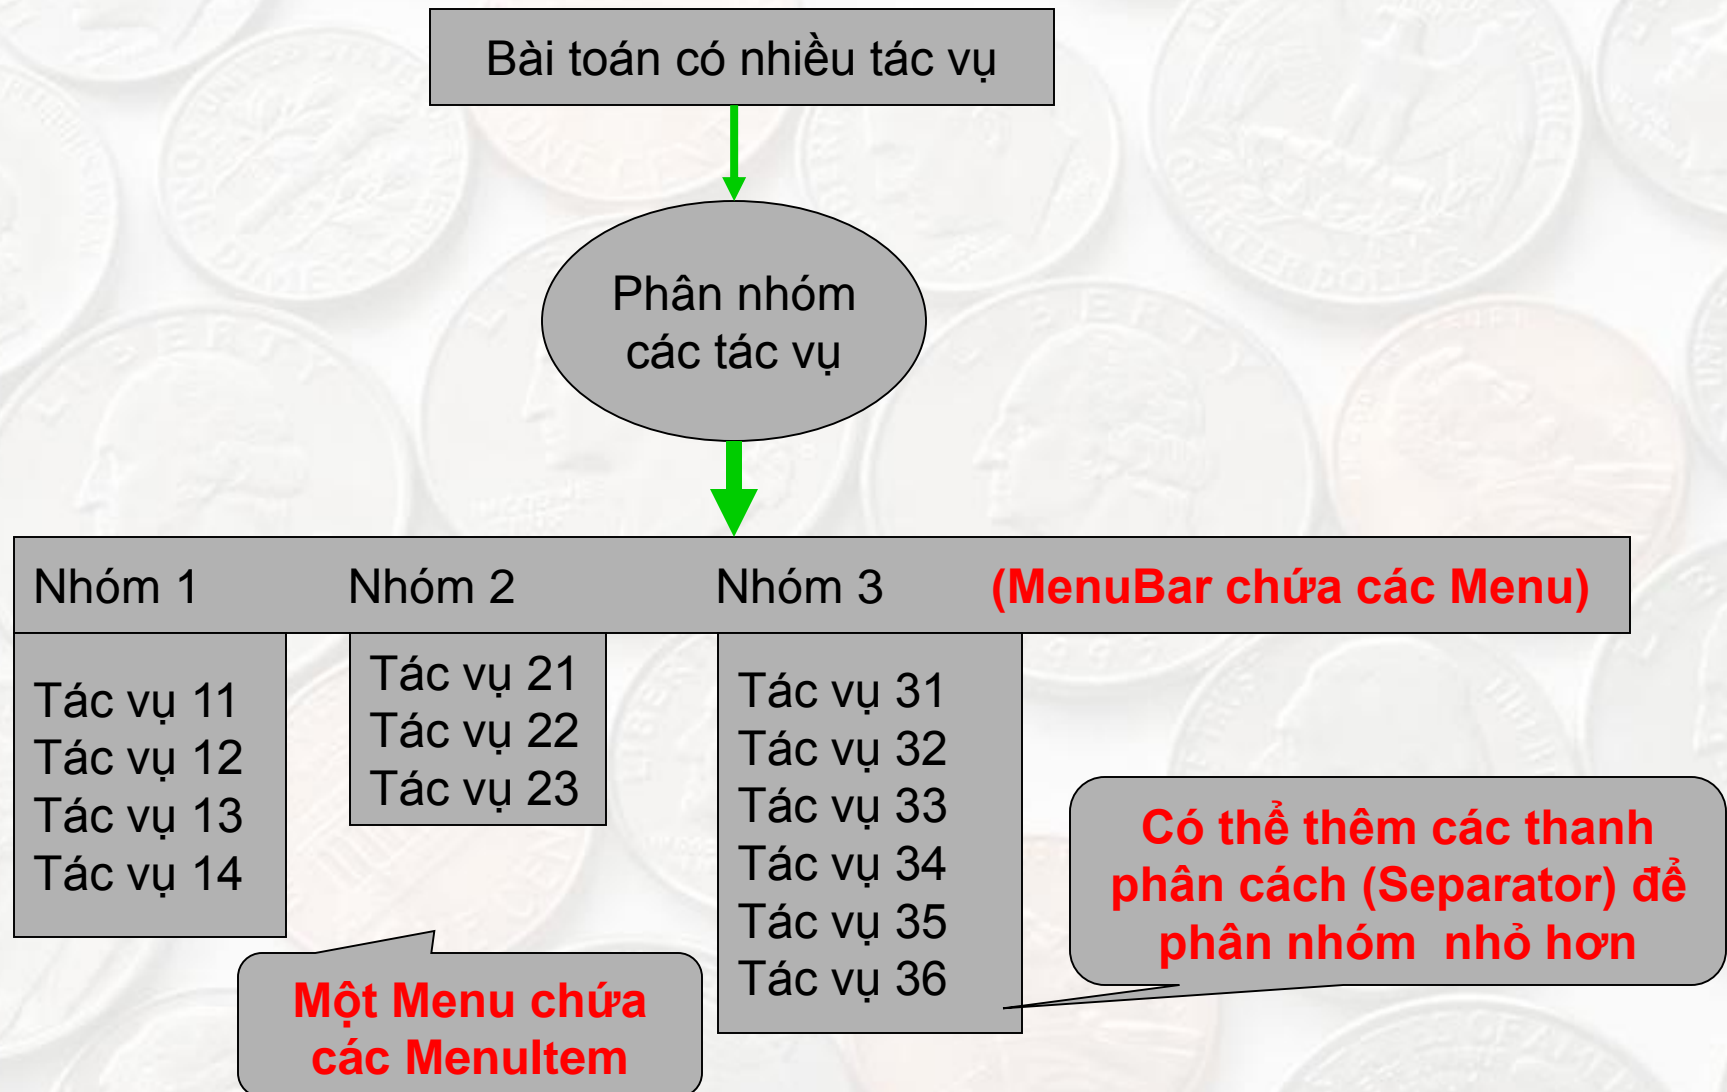 Bài toán có nhiều tác vụ
Phân nhóm
các tác vụ
Nhóm 1 Nhóm 2 Nhóm 3 (MenuBar chứa các Menu)
Tác vụ 11
Tác vụ 12
Tác vụ 13
Tác vụ 14
Tác vụ 21
Tác vụ 22
Tác vụ 23
Tác vụ 31
Tác vụ 32
Tác vụ 33
Tác vụ 34
Tác vụ 35
Tác vụ 36
Một Menu chứa
các MenuItem
Có thể thêm các thanh
phân cách (Separator) để
phân nhóm nhỏ hơn